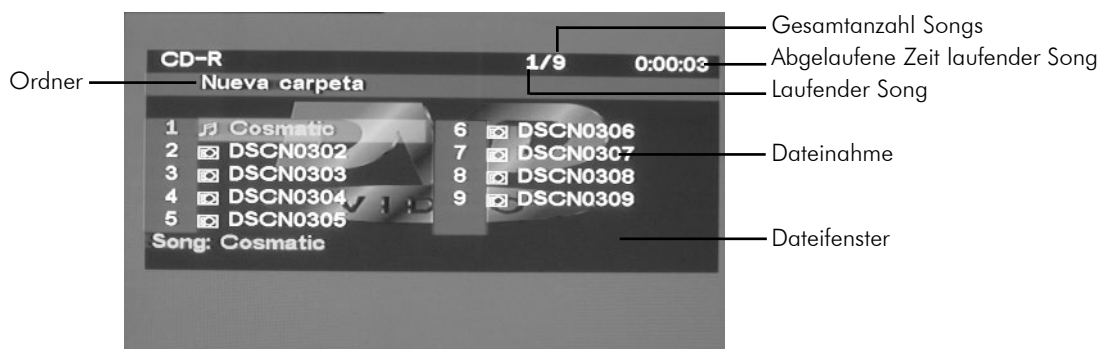 Gesamtanzahl Songs
CD-R 1/9 0:00:03
Abgelaufene Zeit laufender Song
Ordner
Nueva carpeta
Laufender Song
1 Cosmatic
2 DSCN0302
3 DSCN0303
4 DSCN0304
5 DSCN0305
6 DSCN0306
7 DSCN0307
8 DSCN0308
9 DSCN0309
Dateinahme
VID
Song: Cosmatic
Dateifenster